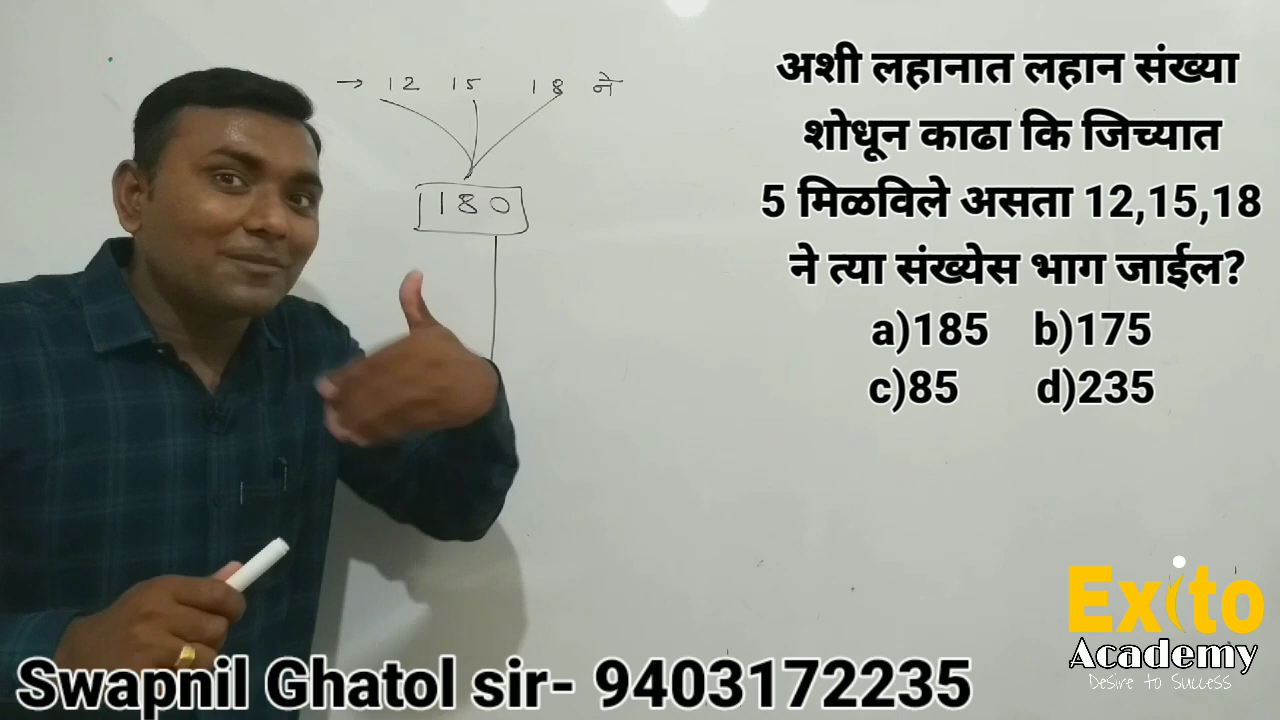 → 12 15 18 ने
180
अशी लहानात लहान संख्या
शोधून काढा कि जिच्यात
5 मिळविले असता 12,15,18
ने त्या संख्येस भाग जाईल?
a)185 b)175
c)85 d)235
Exito
Academy
Desire to Success
Swapnil Ghatol sir- 9403172235